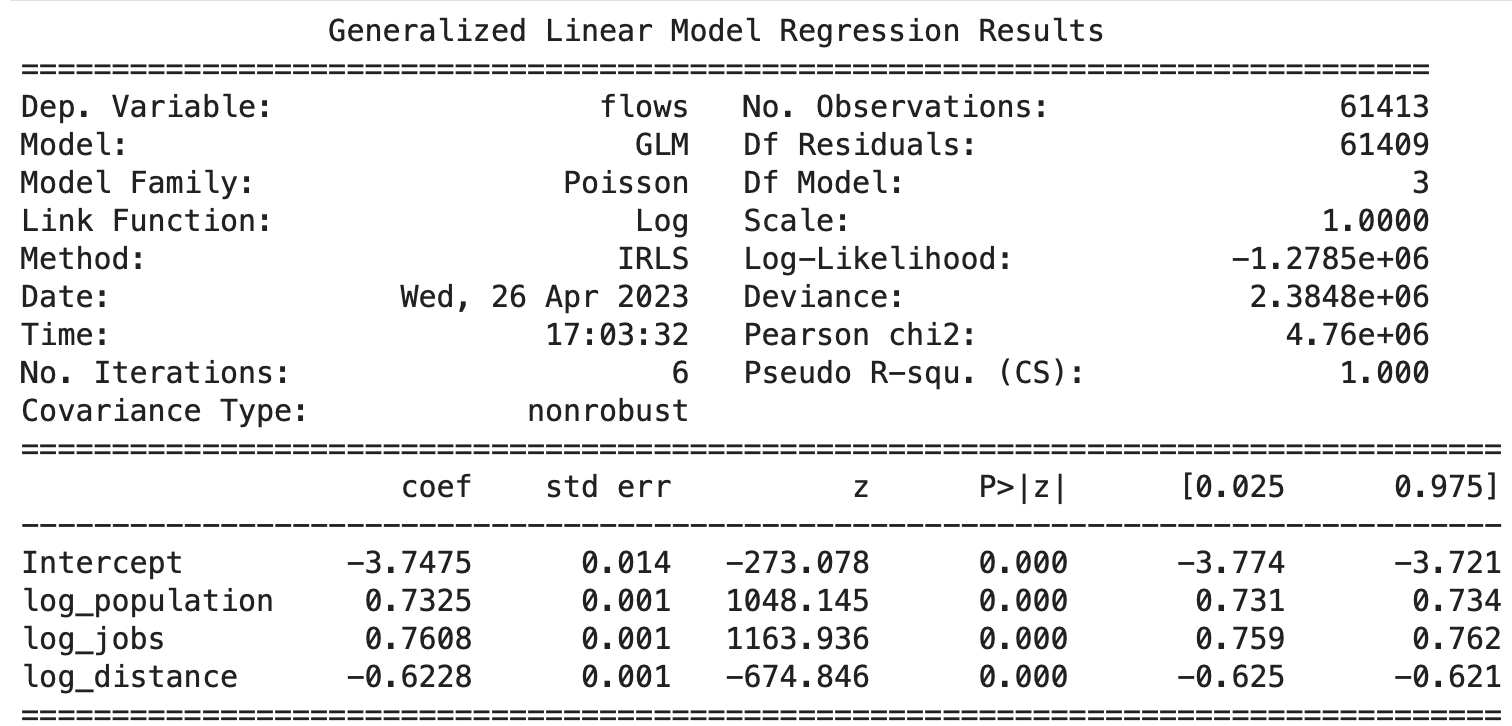 Generalized Linear Model Regression Results
==============================================================================
Dep. Variable:                  flows   No. Observations:                61413
Model:                            GLM   Df Residuals:                    61409
Model Family:                 Poisson   Df Model:                            3
Link Function:                    Log   Scale:                          1.0000
Method:                          IRLS   Log-Likelihood:            -1.2785e+06
Date:                Wed, 26 Apr 2023   Deviance:                   2.3848e+06
Time:                        17:03:32   Pearson chi2:                 4.76e+06
No. Iterations:                     6   Pseudo R-squ. (CS):              1.000
Covariance Type:            nonrobust
==================================================================================
                     coef    std err          z      P>|z|      [0.025      0.975]
----------------------------------------------------------------------------------
Intercept         -3.7475      0.014   -273.078      0.000      -3.774      -3.721
log_population     0.7325      0.001   1048.145      0.000       0.731       0.734
log_jobs           0.7608      0.001   1163.936      0.000       0.759       0.762
log_distance      -0.6228      0.001   -674.846      0.000      -0.625      -0.621
==================================================================================